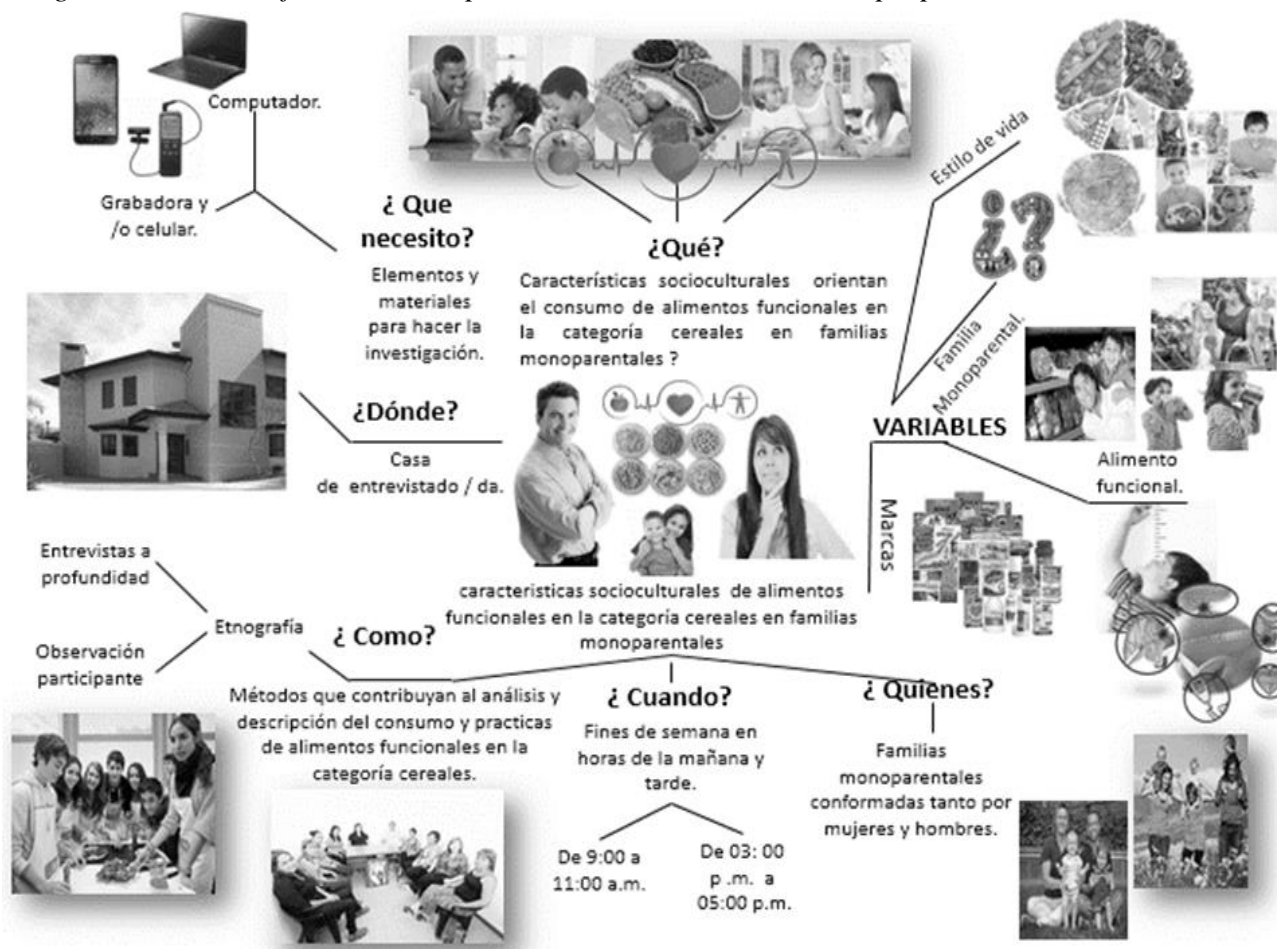 Computador.
Grabadora y
/o celular.
¿ Que
necesito?
Elementos y
materiales
para hacer la
investigación.
¿Qué?
Características socioculturales orientan
el consumo de alimentos funcionales en
la categoría cereales en familias
monoparentales ?
Estilo de vida
Familia
Monoparental.
VARIABLES
Alimento
funcional.
Marcas
¿Dónde?
Casa
de entrevistado / da.
caracteristicas socioculturales de alimentos
funcionales en la categoría cereales en familias
monoparentales
Entrevistas a
profundidad
Etnografía
Observación
participante
¿ Como?
Métodos que contribuyan al análisis y
descripción del consumo y practicas
de alimentos funcionales en la
categoría cereales.
¿ Cuando?
Fines de semana en
horas de la mañana y
tarde.
De 9:00 a
11:00 a.m.
De 03: 00
p .m. a
05:00 p.m.
¿ Quienes?
Familias
monoparentales
conformadas tanto por
mujeres y hombres.